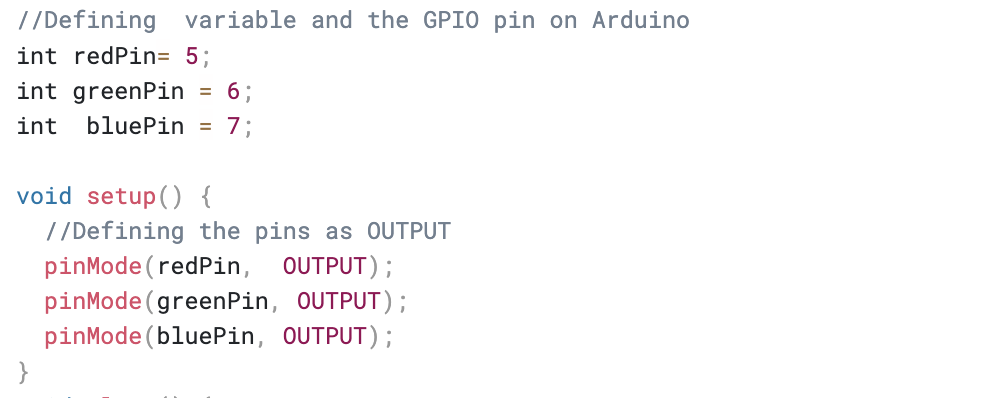 //Defining  variable and the GPIO pin on Arduino
int redPin= 5;
int greenPin = 6;
int  bluePin = 7;

void setup() {
  //Defining the pins as OUTPUT
  pinMode(redPin,  OUTPUT);
  pinMode(greenPin, OUTPUT);
  pinMode(bluePin, OUTPUT);
}